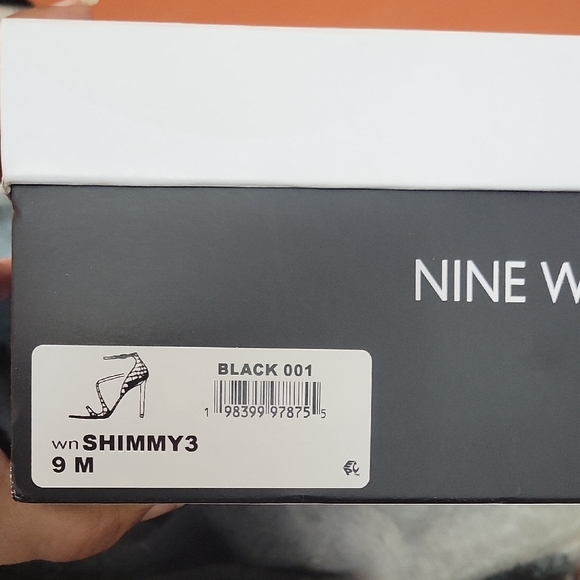 NINE W
BLACK 001
1 98399 97875 5
wn SHIMMY3
9 M